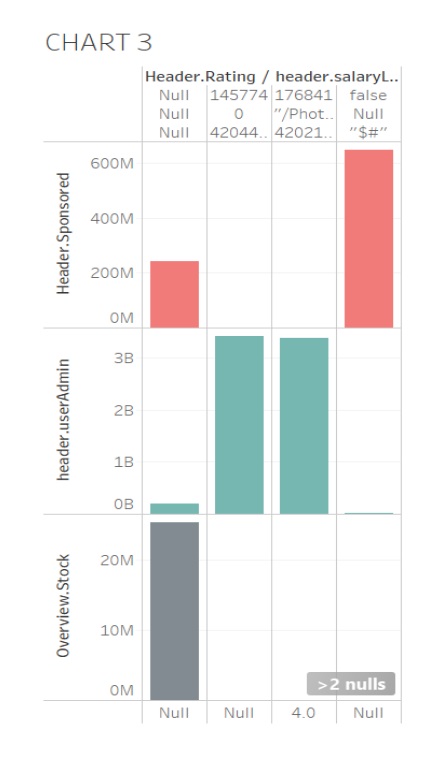 CHART 3
Header.Rating / header.salaryL..
Null 145774 176841 false
Null 0 "/Phot.. Null
Null 42044.. 42021.. "$#"
Header.Sponsored
600M
400M
200M
0M
header.userAdmin
3B
2B
1B
0B
Overview.Stock
20M
10M
0M
>2 nulls
Null Null 4.0 Null